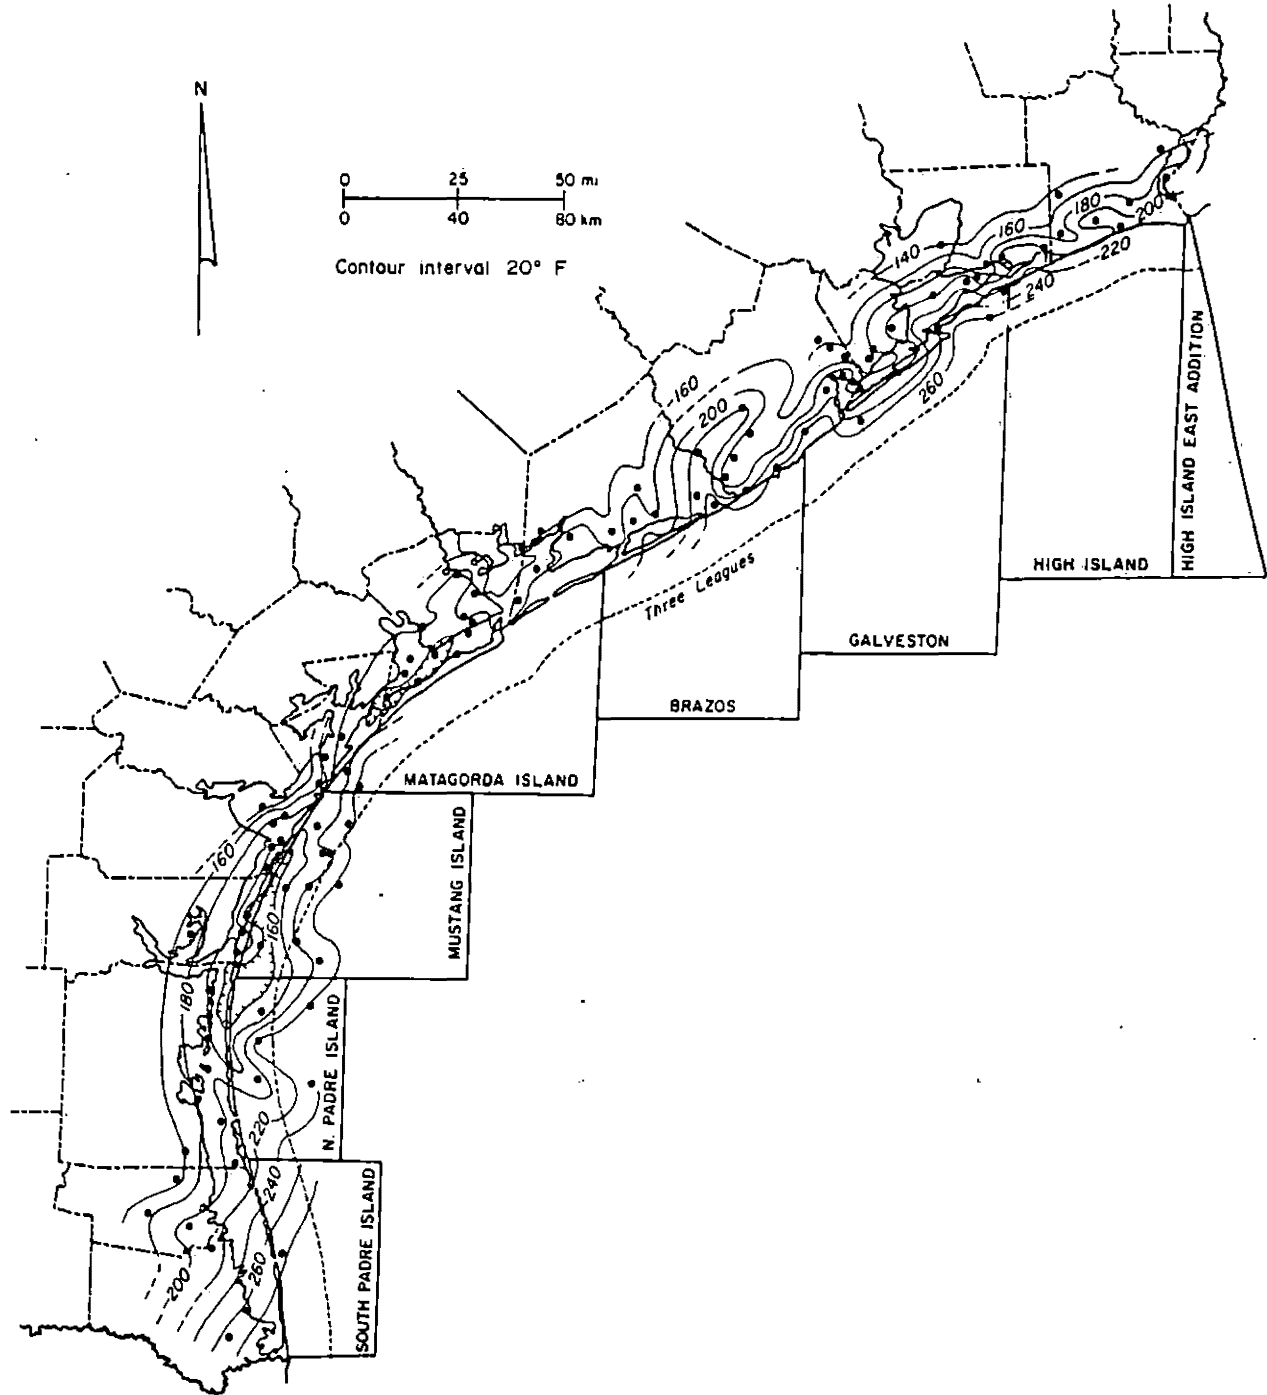 N
0 25 50 mi
0 40 80 km
Contour interval 20° F
180
200
160
220
140
240
160
260
200
HIGH ISLAND EAST ADDITION
HIGH ISLAND
Three Leagues
GALVESTON
BRAZOS
MATAGORDA ISLAND
160
MUSTANG ISLAND
160
180
N. PADRE ISLAND
220
240
SOUTH PADRE ISLAND
260
200